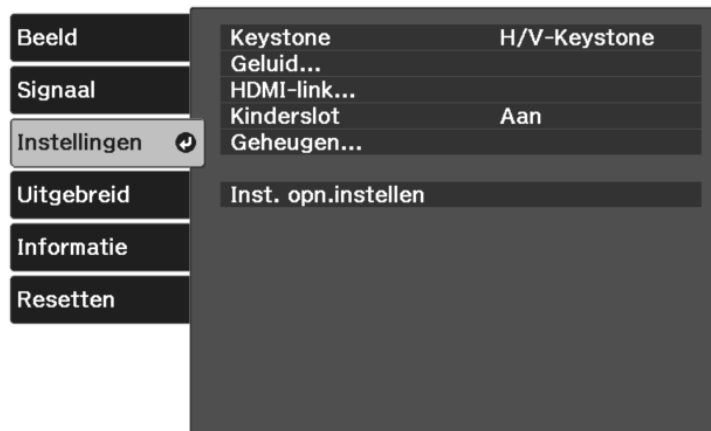 Beeld
Signaal
Instellingen
Uitgebreid
Informatie
Resetten
Keystone H/V-Keystone
Geluid...
HDMI-link...
Kinderslot Aan
Geheugen...
Inst. opn.instellen